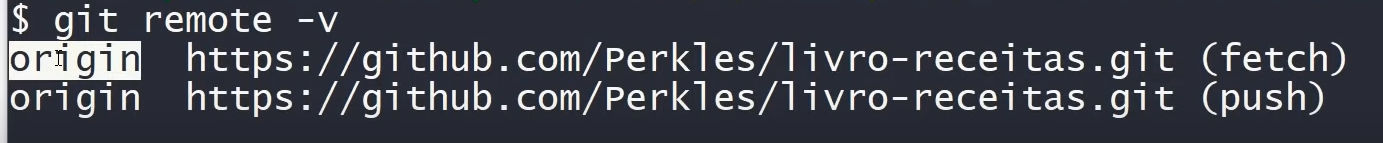 $ git remote -v
origin  https://github.com/Perkles/livro-receitas.git (fetch)
origin  https://github.com/Perkles/livro-receitas.git (push)